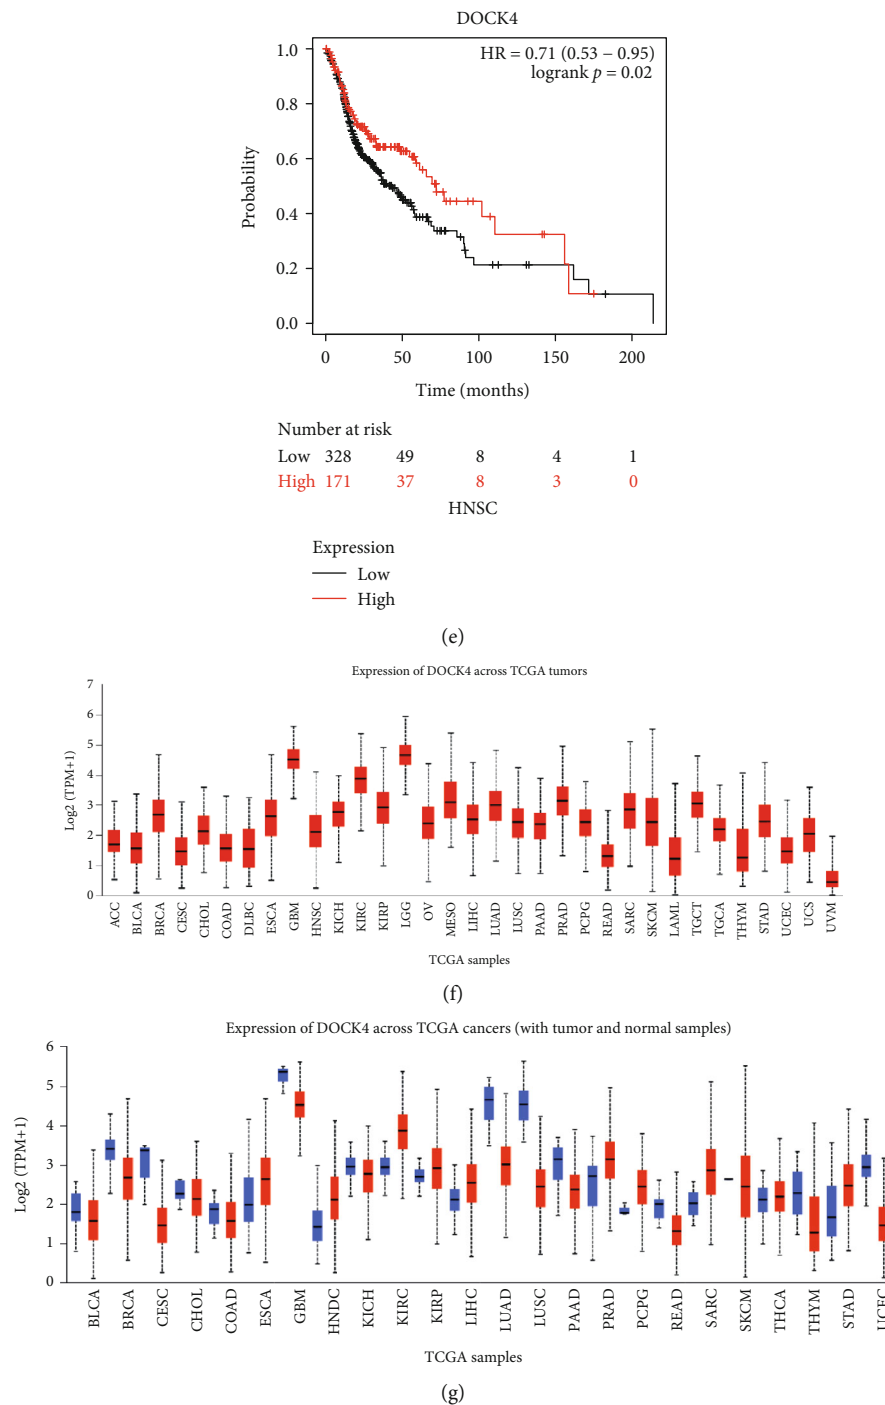 DOCK4
HR = 0.71 (0.53 − 0.95)
logrank p = 0.02
1.0
0.8
0.6
0.4
0.2
0.0
Probability
0 50 100 150 200
Time (months)
Number at risk
Low 328 49 8 4 1
High 171 37 8 3 0
HNSC
Expression
Low
High
(e)
Expression of DOCK4 across TCGA tumors
7
6
5
4
3
2
1
0
Log2 (TPM+1)
ACC BLCA BRCA CESC CHOL COAD DLBC ESCA GBM HNSC KICH KIRC KIRP LGG OV MESO LIHC LUAD LUSC PAAD PRAD PCPG READ SARC SKCM LAML TGCT TGCA THYM STAD UCEC UCS UVM
TCGA samples
(f)
Expression of DOCK4 across TCGA cancers (with tumor and normal samples)
6
5
4
3
2
1
0
Log2 (TPM+1)
BLCA BRCA CESC CHOL COAD ESCA GBM HNDC KICH KIRC KIRP LIHC LUAD LUSC PAAD PRAD PCPG READ SARC SKCM THCA THYM STAD UCEC
TCGA samples
(g)